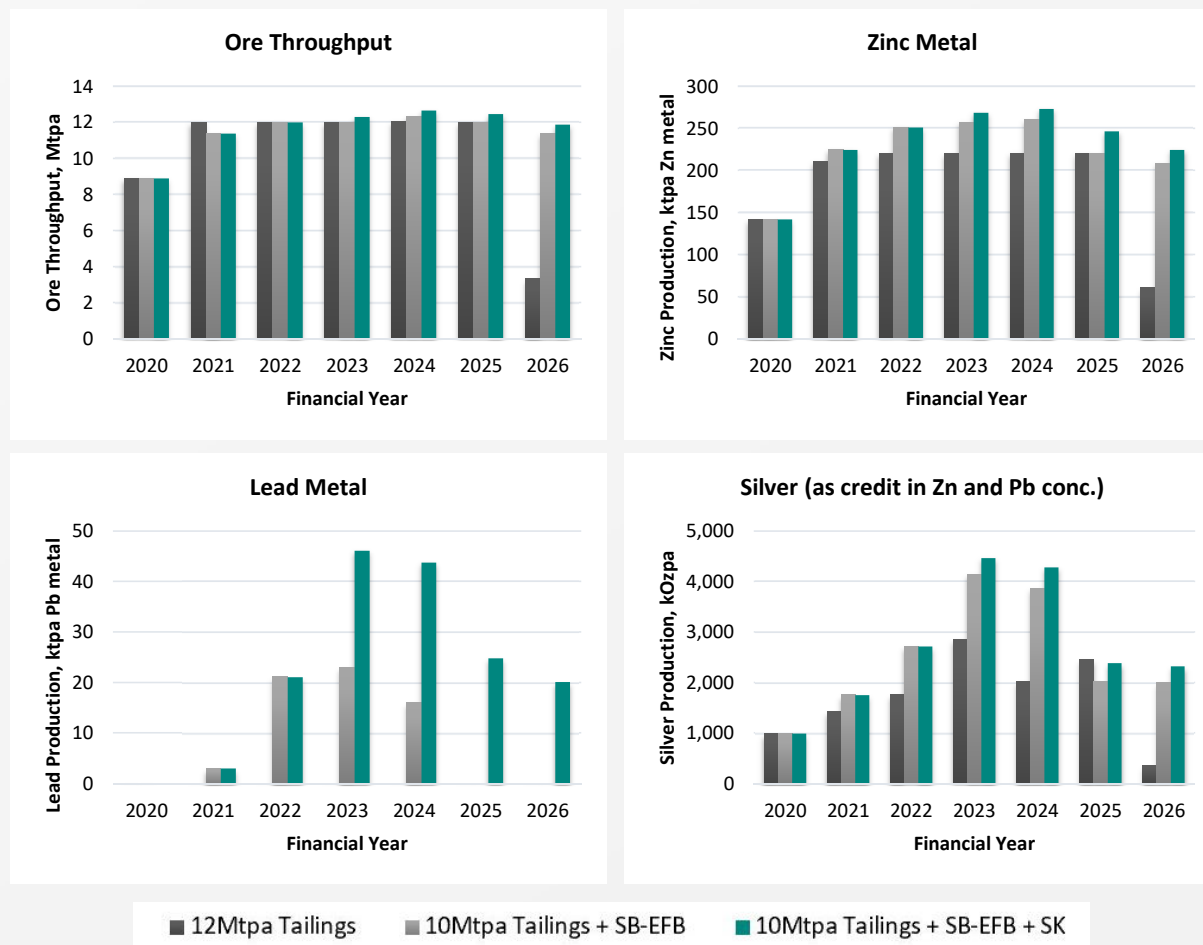 Ore Throughput
Ore Throughput, Mtpa
14
12
10
8
6
4
2
0
2020 2021 2022 2023 2024 2025 2026
Financial Year
Zinc Metal
Zinc Production, ktpa Zn metal
300
250
200
150
100
50
0
2020 2021 2022 2023 2024 2025 2026
Financial Year
Lead Metal
Lead Production, ktpa Pb metal
50
40
30
20
10
0
2020 2021 2022 2023 2024 2025 2026
Financial Year
Silver (as credit in Zn and Pb conc.)
Silver Production, kOzpa
5,000
4,000
3,000
2,000
1,000
0
2020 2021 2022 2023 2024 2025 2026
Financial Year
12Mtpa Tailings 10Mtpa Tailings + SB-EFB 10Mtpa Tailings + SB-EFB + SK